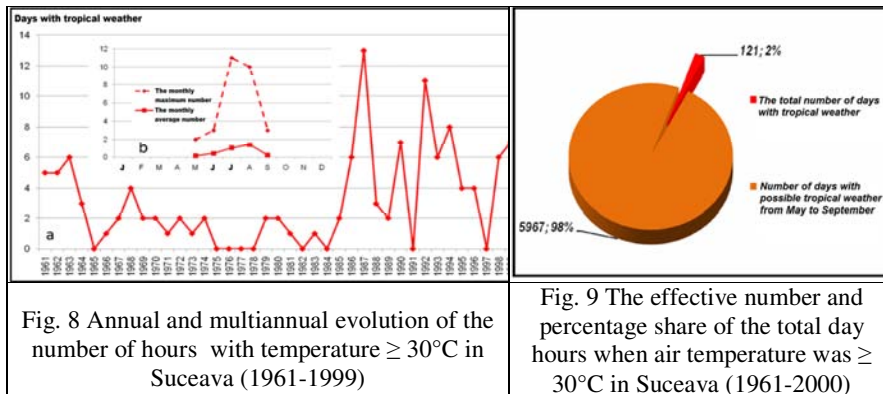 Days with tropical weather
14
12
10
8
6
4
2
0
a
12
10
8
6
4
2
0
The monthly
maximum number
The monthly
average number
b
J F M A M J J A S O N D
1961 1962 1963 1964 1965 1966 1967 1968 1969 1970 1971 1972 1973 1974 1975 1976 1977 1978 1979 1980 1981 1982 1983 1984 1985 1986 1987 1988 1989 1990 1991 1992 1993 1994 1995 1996 1997 1998
Fig. 8 Annual and multiannual evolution of the
number of hours with temperature ≥ 30°C in
Suceava (1961-1999)
121; 2%
The total number of days
with tropical weather
Number of days with
possible tropical weather
from May to September
5967; 98%
Fig. 9 The effective number and
percentage share of the total day
hours when air temperature was ≥
30°C in Suceava (1961-2000)